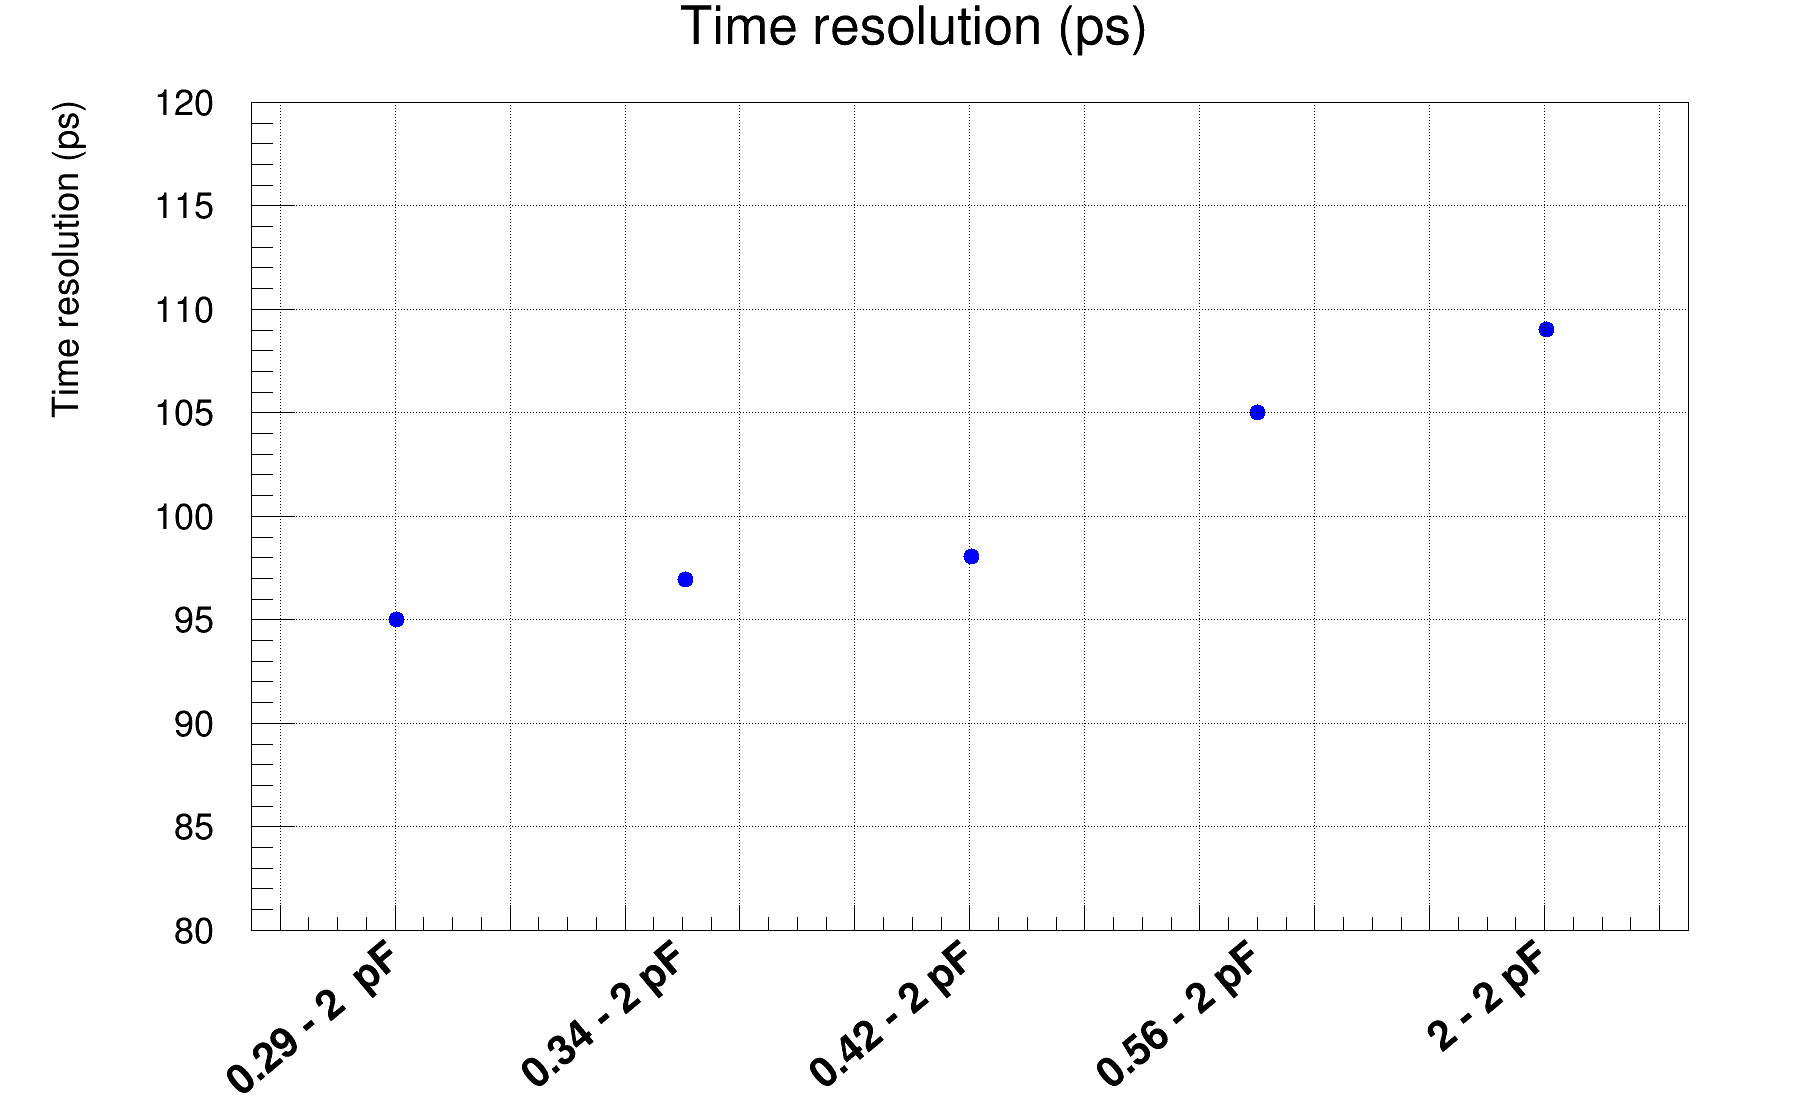 Time resolution (ps)
Time resolution (ps)
120
115
110
105
100
95
90
85
80
0.29 - 2 pF
0.34 - 2 pF
0.42 - 2 pF
0.56 - 2 pF
2 - 2 pF